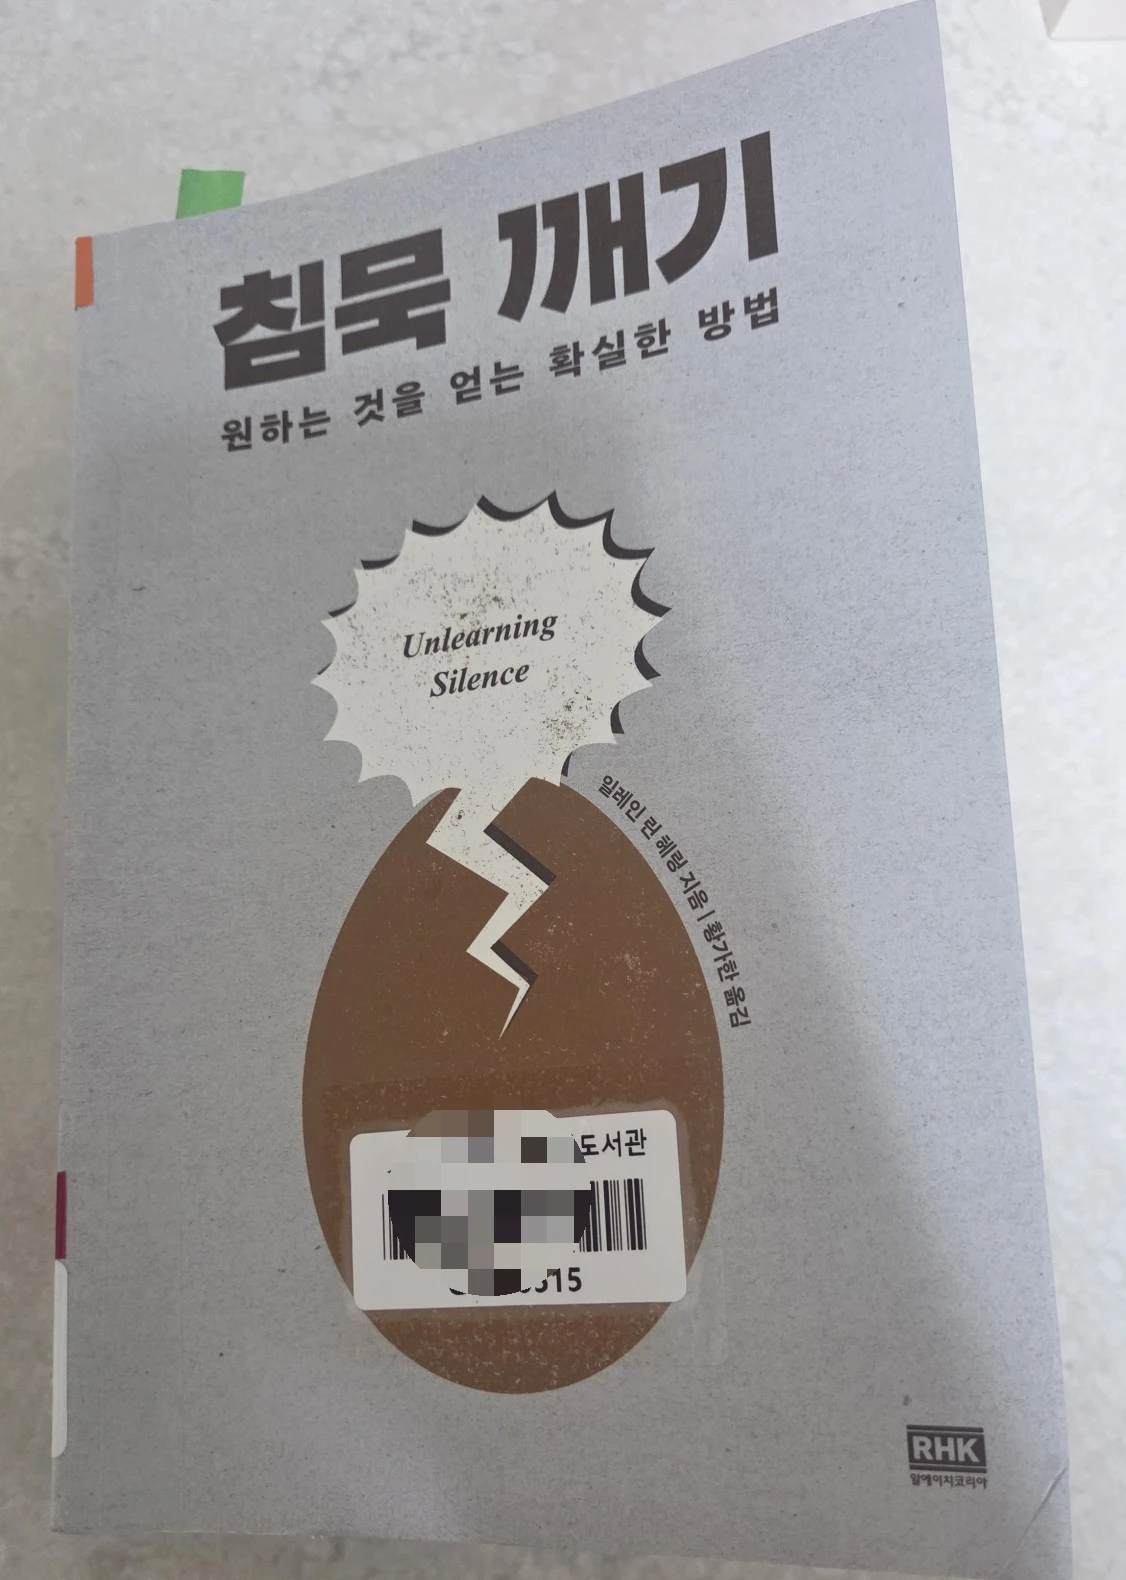 침묵 깨기
원하는 것을 얻는 확실한 방법
Unlearning
Silence
일레인 린 헤링 지음 | 황가한 옮김
도서관
515
RHK
알에이치코리아